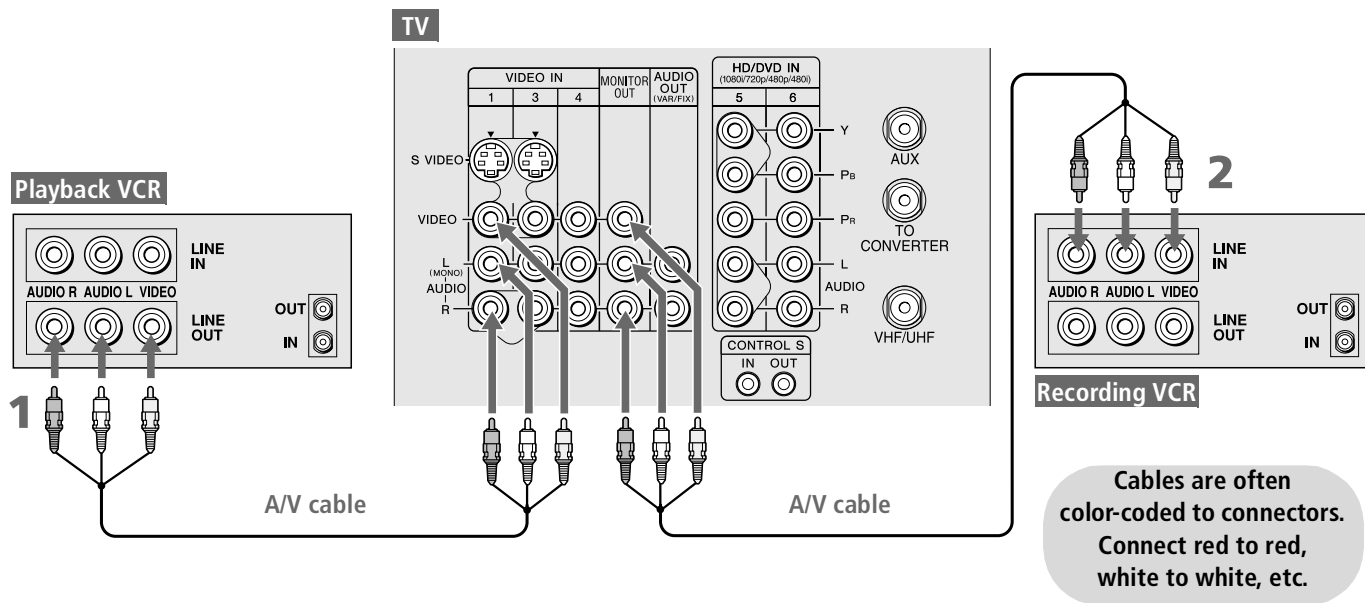 TV
VIDEO IN
1 3 4
MONITOR
OUT
AUDIO
OUT
(VAR/FIX)
S VIDEO
VIDEO
L
(MONO)
AUDIO
R
HD/DVD IN
(1080i/720p/480p/480i)
5 6
Y
PB
PR
L
AUDIO
R
AUX
TO
CONVERTER
VHF/UHF
CONTROL S
IN OUT
Playback VCR
LINE
IN
AUDIO R AUDIO L VIDEO
LINE
OUT
OUT
IN
1
A/V cable
A/V cable
2
LINE
IN
AUDIO R AUDIO L VIDEO
LINE
OUT
OUT
IN
Recording VCR
Cables are often
color-coded to connectors.
Connect red to red,
white to white, etc.